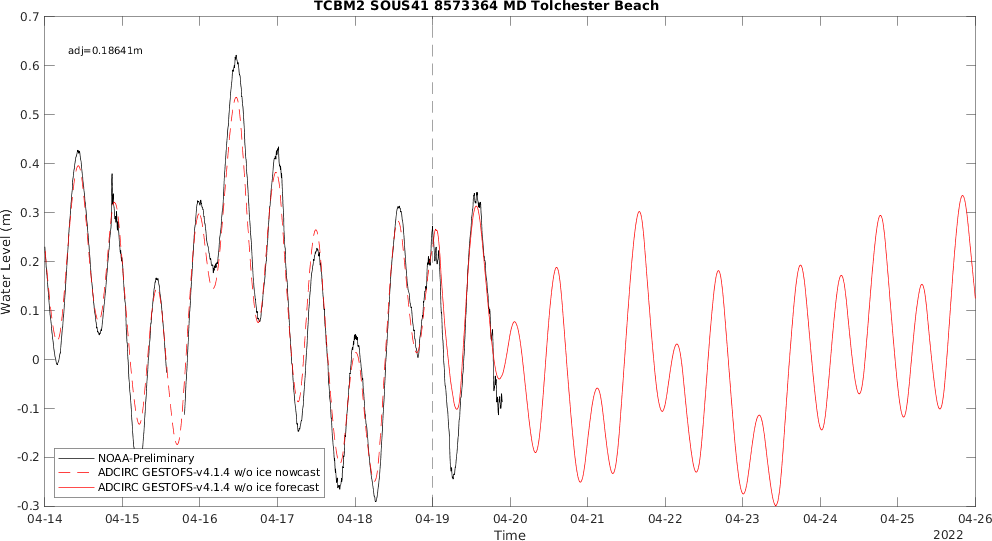 TCBM2 SOUS41 8573364 MD Tolchester Beach
adj=0.18641m
0.7
0.6
0.5
0.4
0.3
0.2
0.1
0
-0.1
-0.2
-0.3
Water Level (m)
NOAA-Preliminary
ADCIRC GESTOFS-v4.1.4 w/o ice nowcast
ADCIRC GESTOFS-v4.1.4 w/o ice forecast
04-14 04-15 04-16 04-17 04-18 04-19 04-20 04-21 04-22 04-23 04-24 04-25 04-26
Time
2022